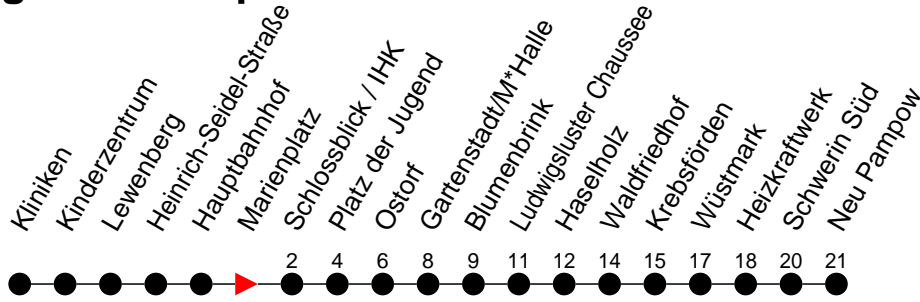 Kliniken
Kinderzentrum
Lewenberg
Heinrich-Seidel-Straße
Hauptbahnhof
Marienplatz
Schlossblick / IHK
Platz der Jugend
Ostorf
Gartenstadt/M*Halle
Blumenbrink
Ludwigsluster Chaussee
Haselholz
Waldfriedhof
Krebsförden
Wüstmark
Heizkraftwerk
Schwerin Süd
Neu Pampow
2 4 6 8 9 11 12 14 15 17 18 20 21